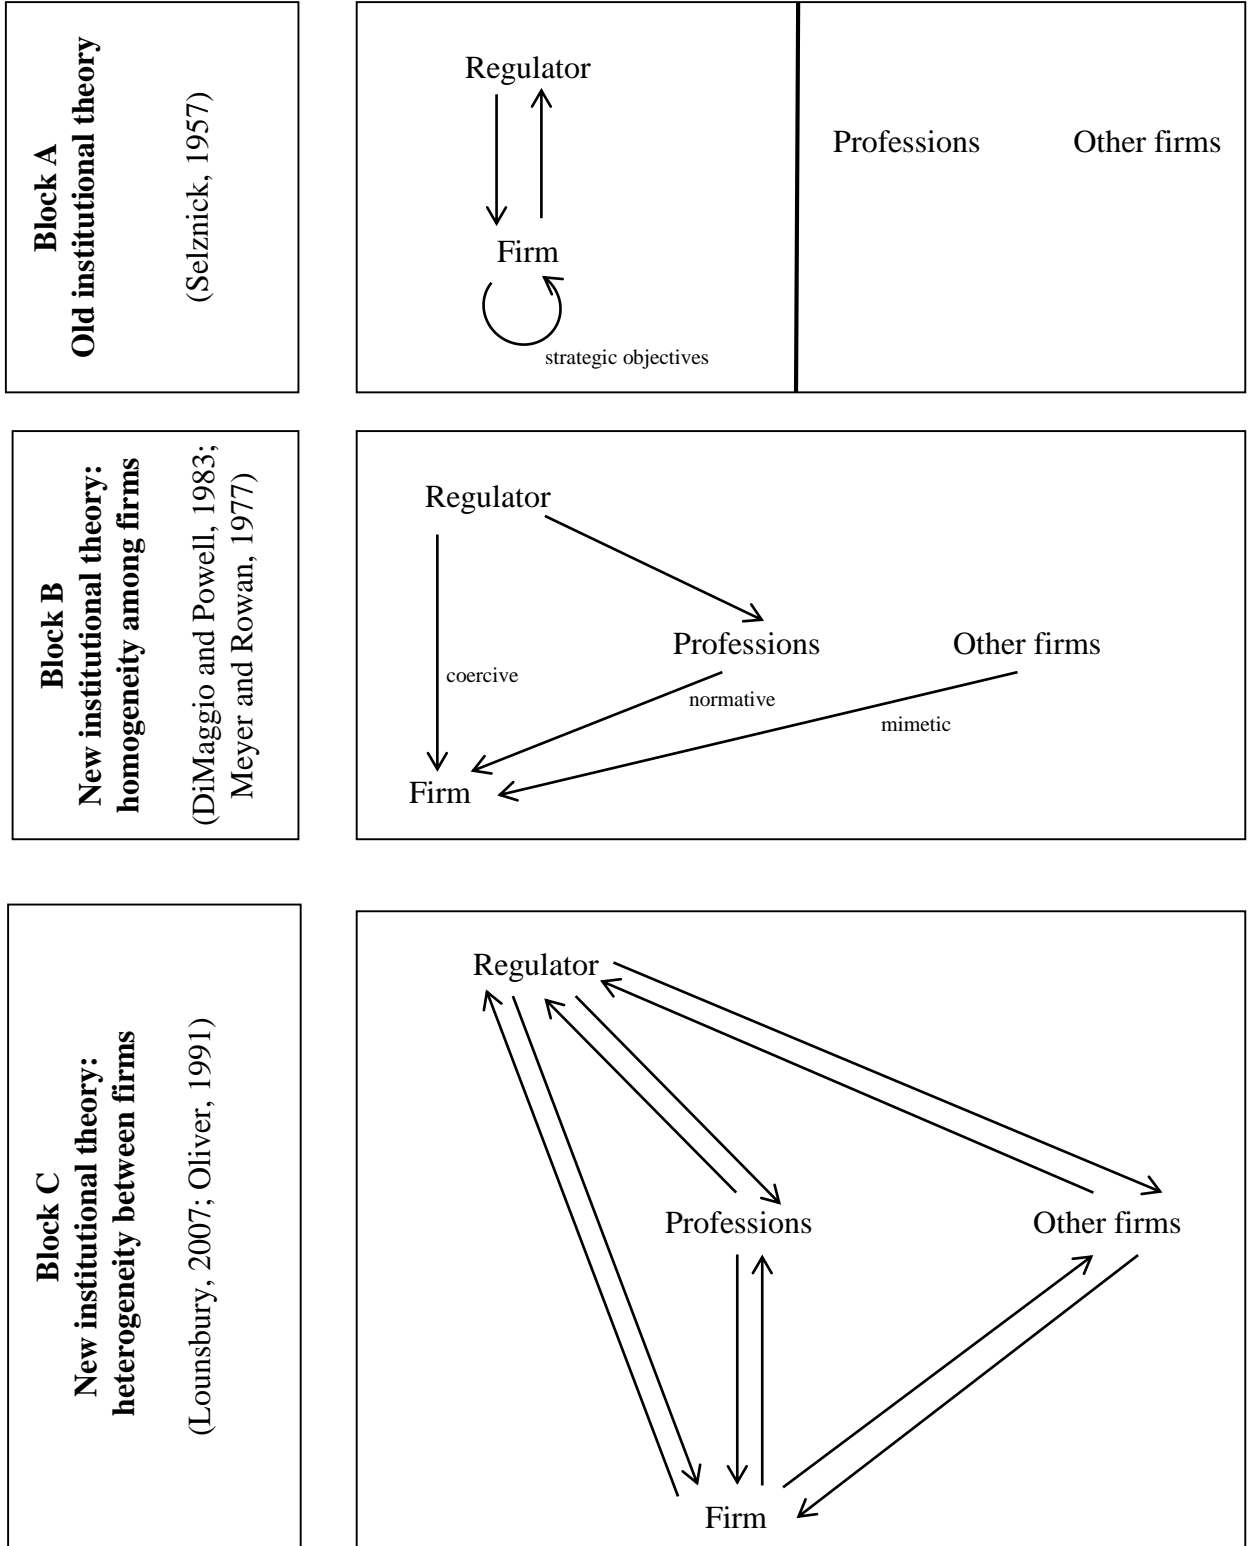 Block A
Old institutional theory
(Selznick, 1957)
Regulator
Firm
strategic objectives
Professions
Other firms
Block B
New institutional theory:
homogeneity among firms
(DiMaggio and Powell, 1983;
Meyer and Rowan, 1977)
Regulator
Professions
Other firms
coercive
normative
mimetic
Firm
Block C
New institutional theory:
heterogeneity between firms
(Lounsbury, 2007; Oliver, 1991)
Regulator
Professions
Other firms
Firm